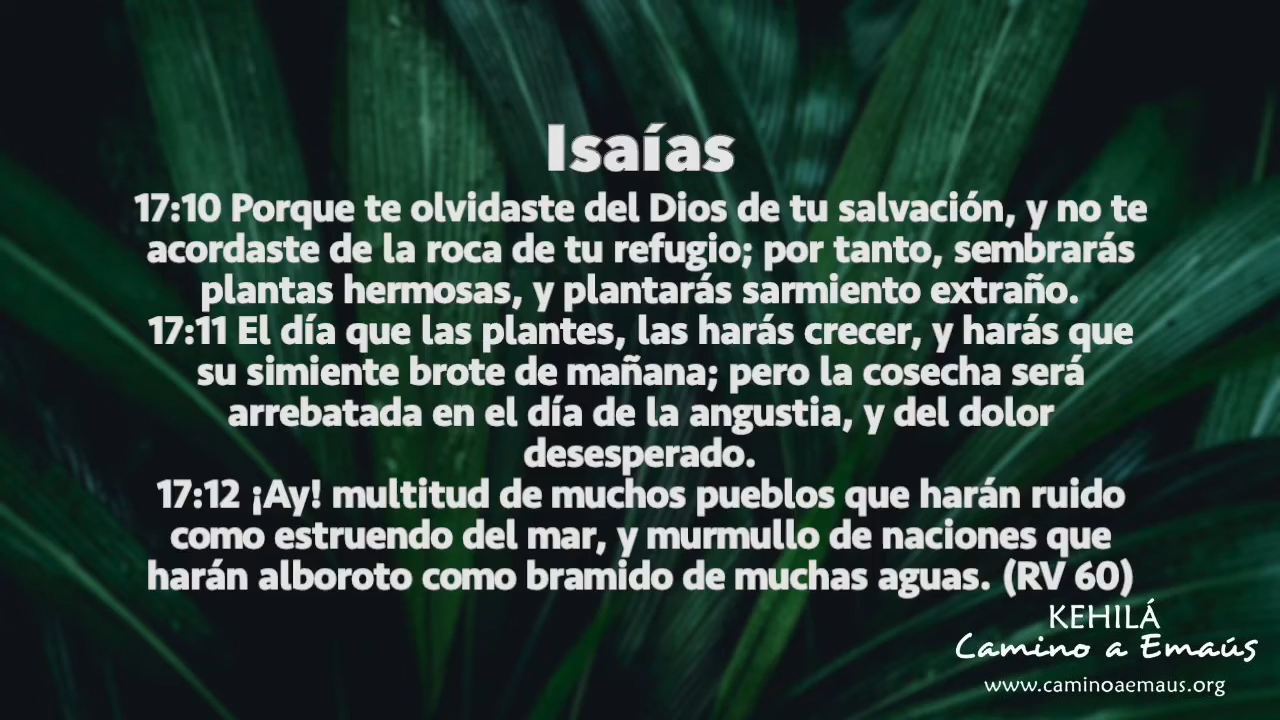 Isaías
17:10 Porque te olvidaste del Dios de tu salvación, y no te
acordaste de la roca de tu refugio; por tanto, sembrarás
plantas hermosas, y plantarás sarmiento extraño.
17:11 El día que las plantes, las harás crecer, y harás que
su simiente brote de mañana; pero la cosecha será
arrebatada en el día de la angustia, y del dolor
desesperado.
17:12 ¡Ay! multitud de muchos pueblos que harán ruido
como estruendo del mar, y murmullo de naciones que
harán alboroto como bramido de muchas aguas. (RV 60)
KEHILÁ
Camino a Emaús
www.caminoaemaus.org